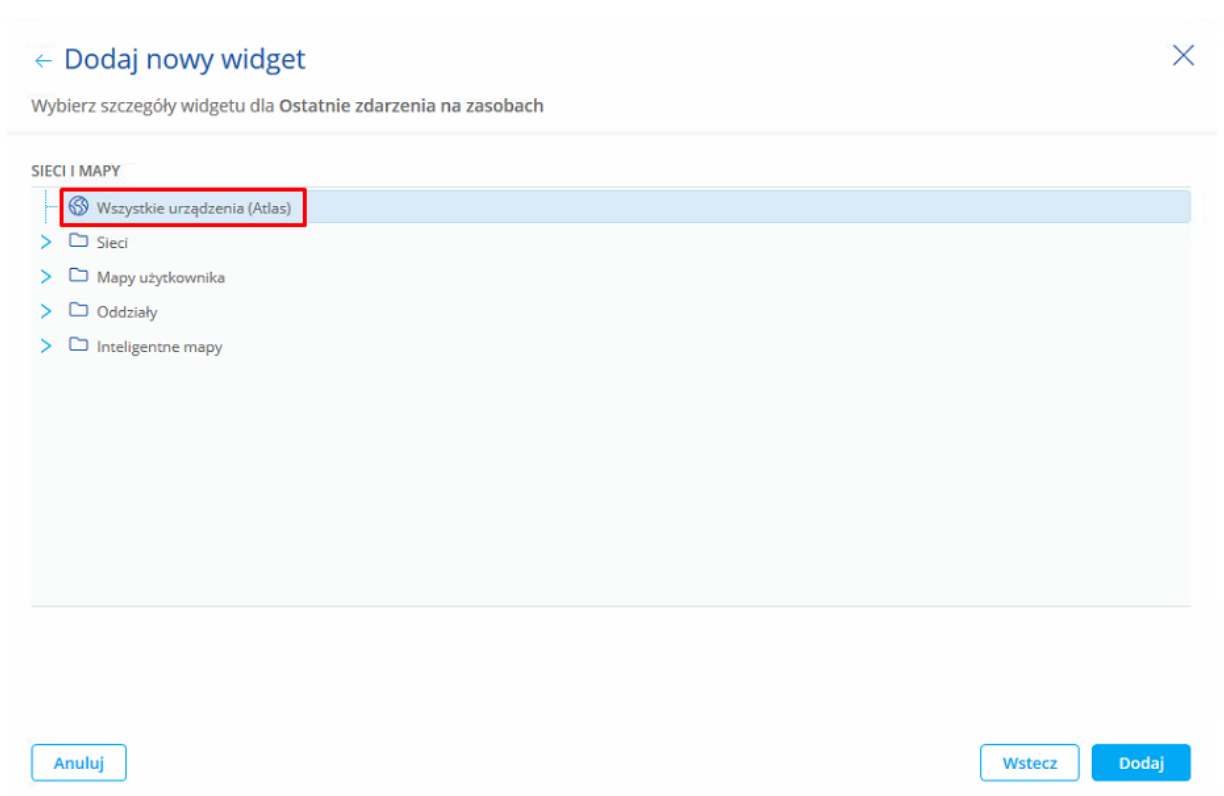 Dodaj nowy widget
Wybierz szczegóły widgetu dla Ostatnie zdarzenia na zasobach
SIECI I MAPY
Wszystkie urządzenia (Atlas)
Sieci
Mapy użytkownika
Oddziały
Inteligentne mapy
Anuluj
Wstecz
Dodaj